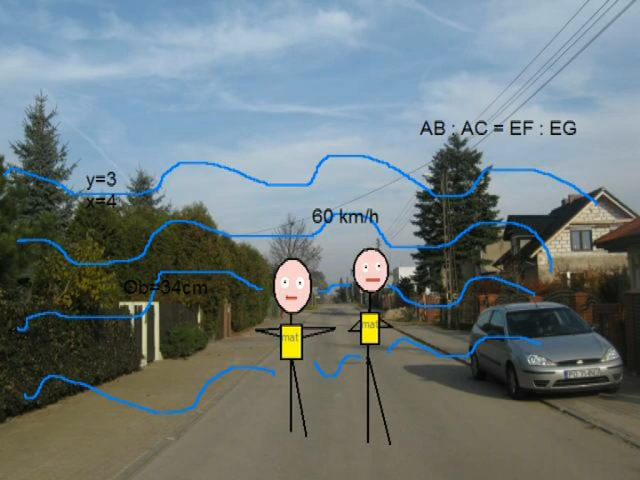 AB : AC = EF : EG
y=3
x=4
60 km/h
Ob=34cm
mat
mat